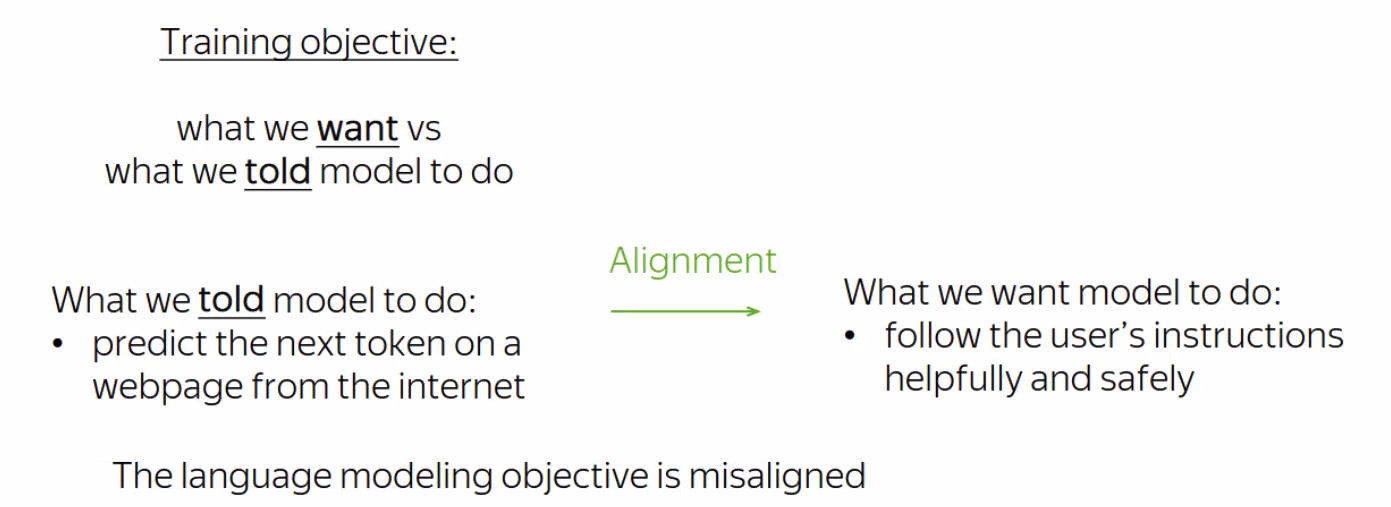 Training objective:
what we want vs
what we told model to do
What we told model to do:
• predict the next token on a
webpage from the internet
Alignment
What we want model to do:
• follow the user's instructions
helpfully and safely
The language modeling objective is misaligned